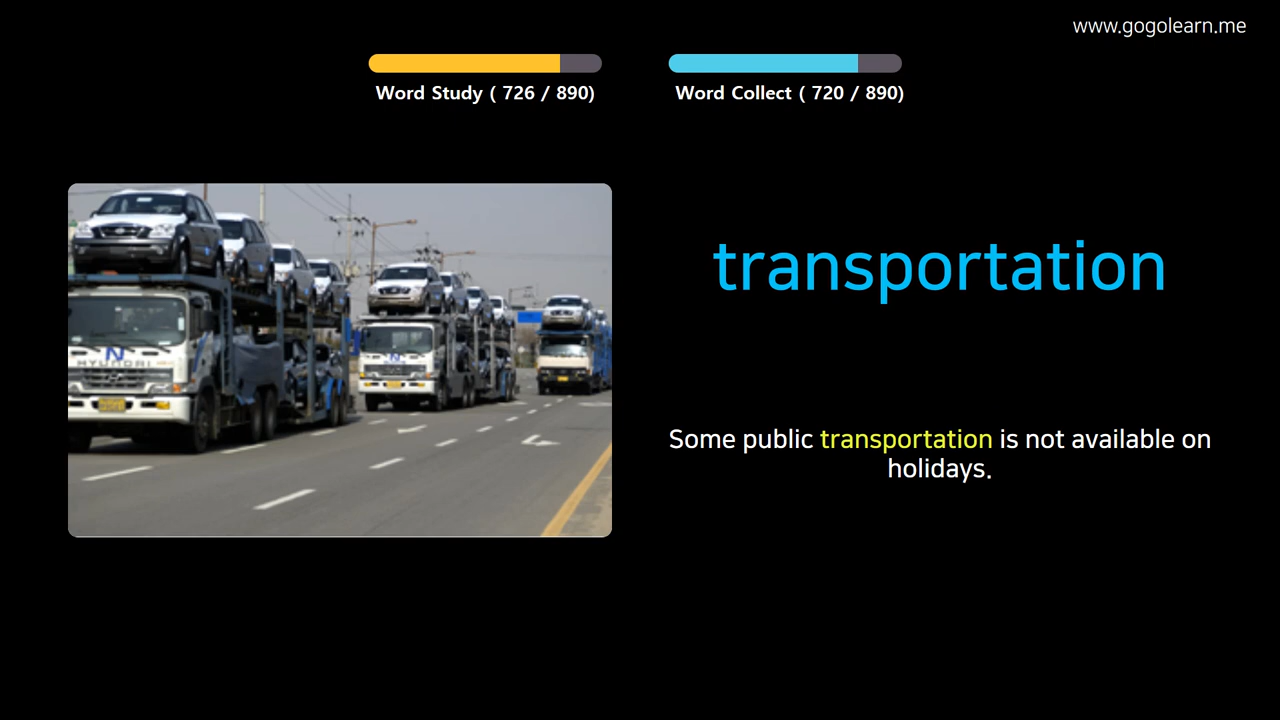 www.gogolearn.me
Word Study ( 726 / 890)
Word Collect ( 720 / 890)
transportation
Some public transportation is not available on
holidays.
N
HYUNDAI
N